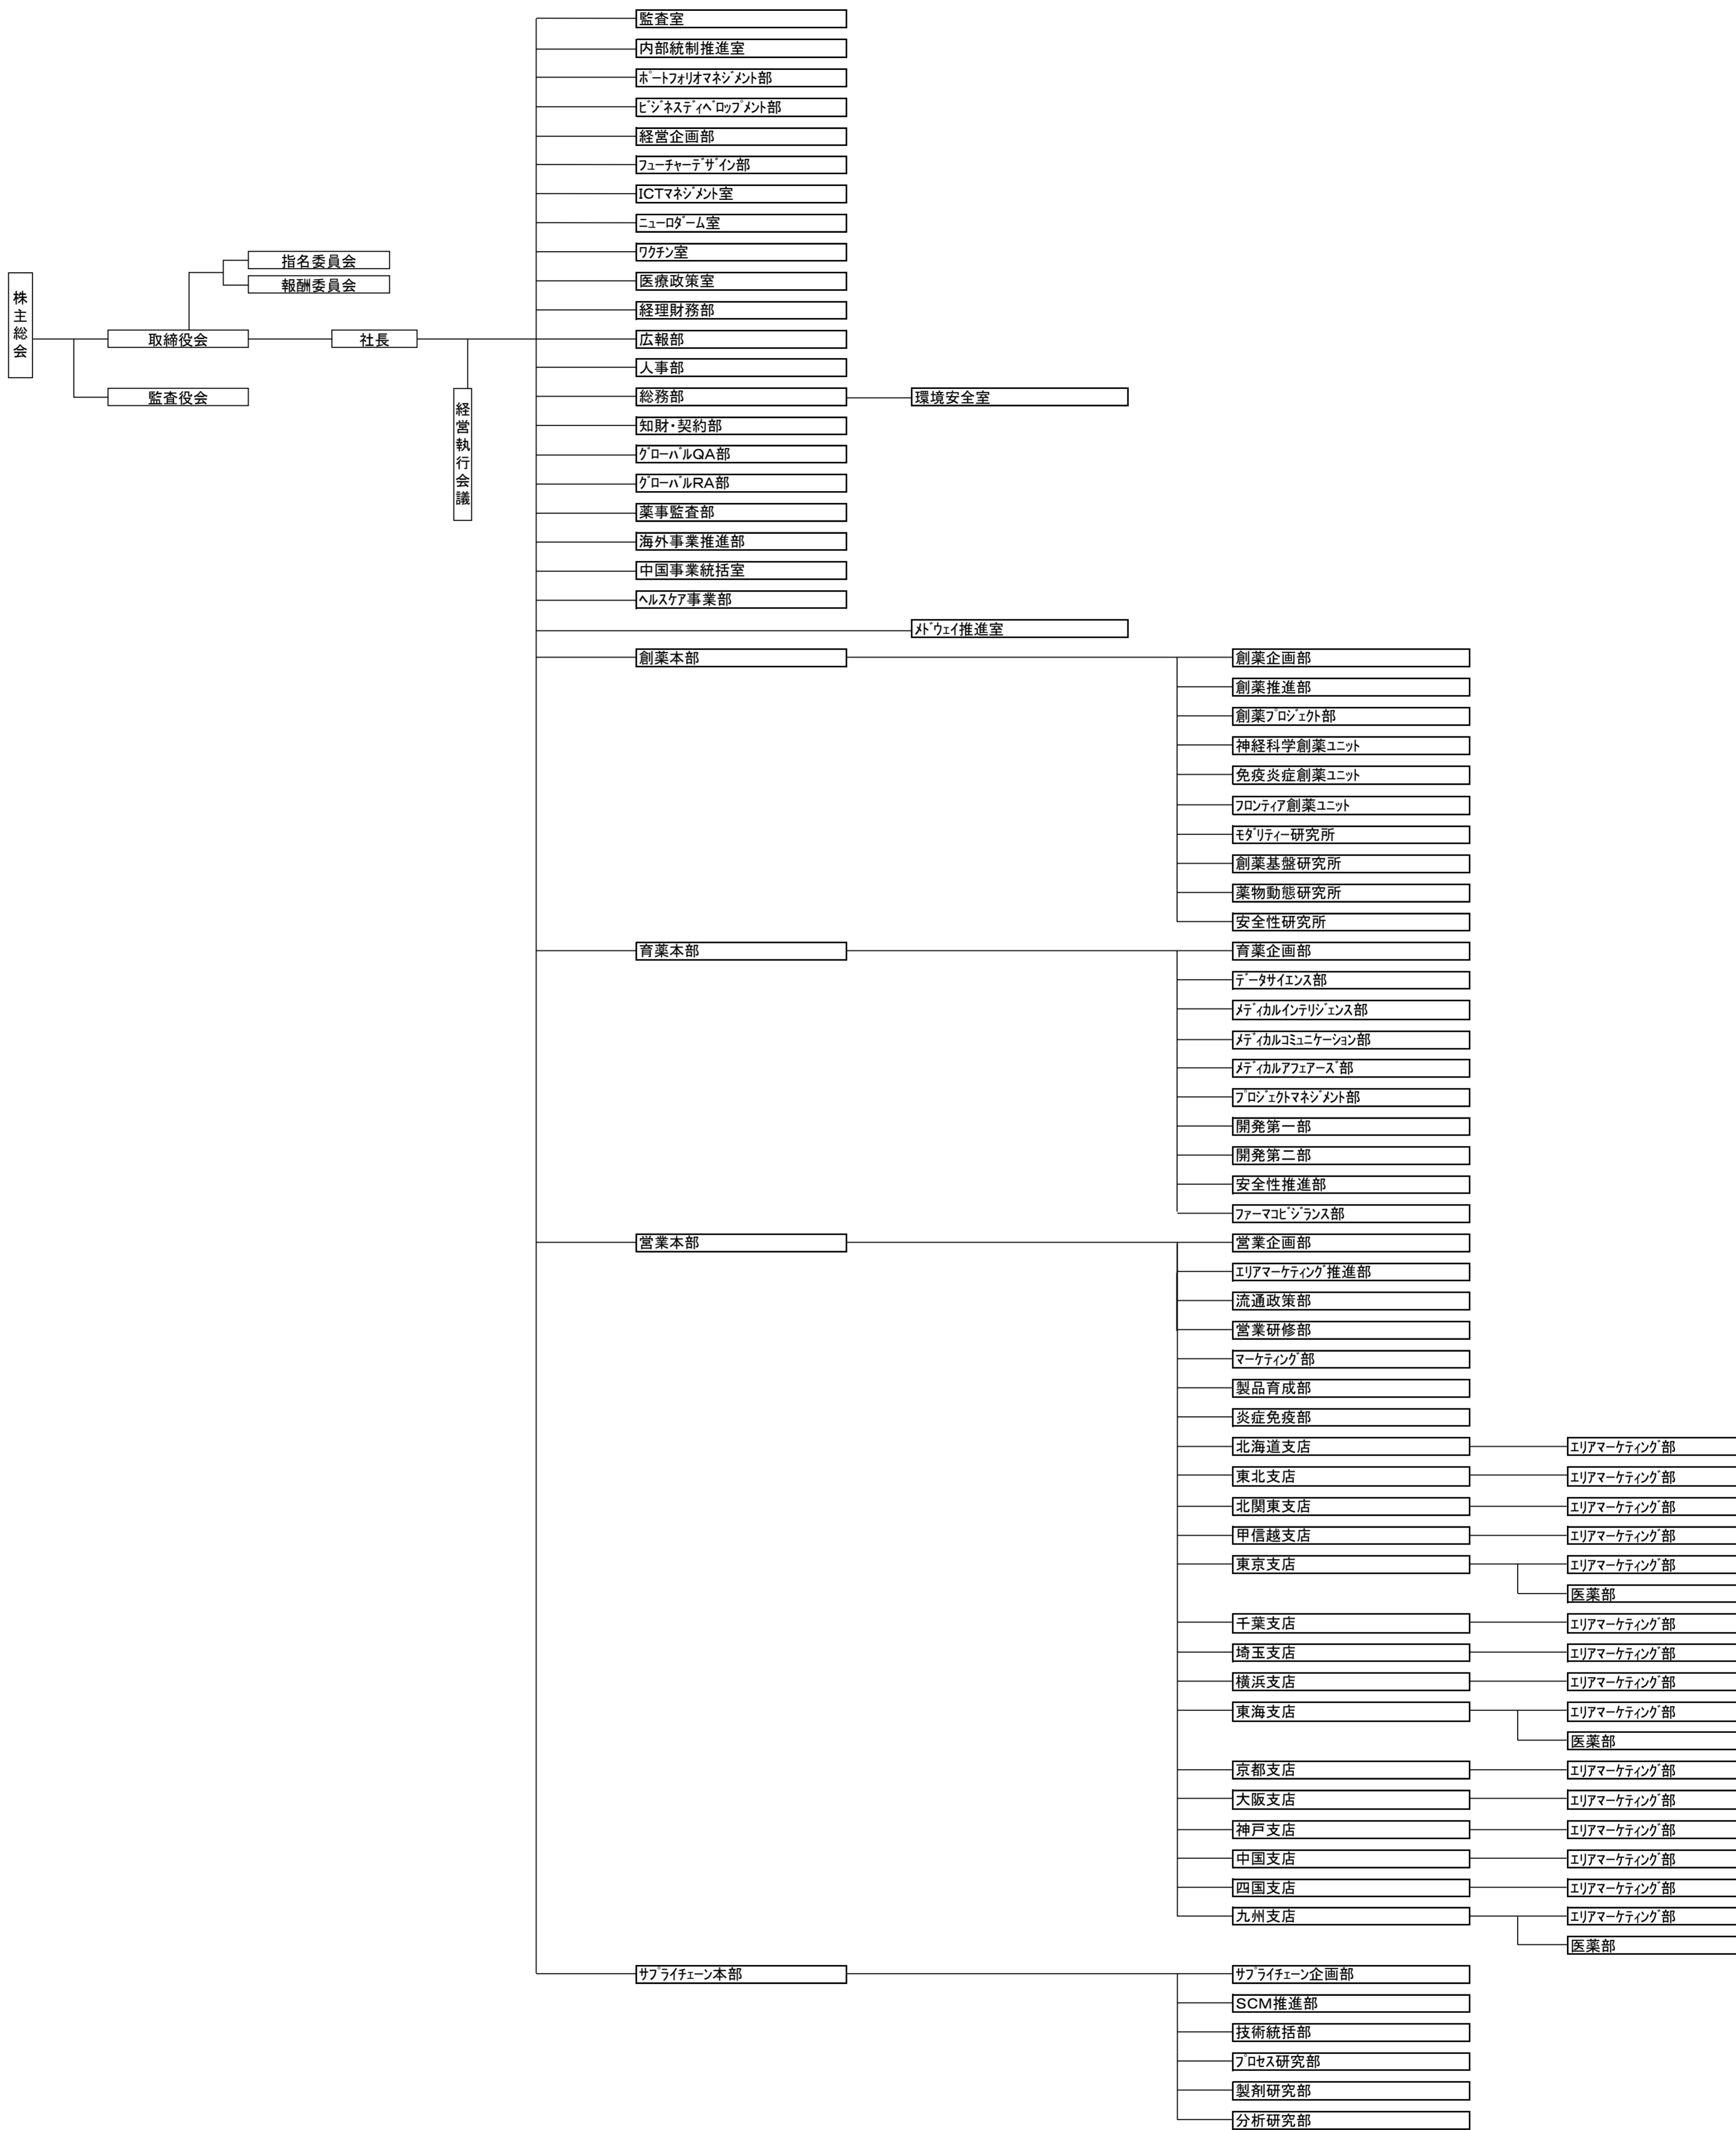 株主総会
取締役会
監査役会
指名委員会
報酬委員会
社長
経営執行会議
監査室
内部統制推進室
ﾎﾟｰﾄﾌｫﾘｵﾏﾈｼﾞﾒﾝﾄ部
ﾋﾞｼﾞﾈｽﾃﾞｨﾍﾞﾛｯﾌﾟﾒﾝﾄ部
経営企画部
ﾌｭｰﾁｬｰﾃﾞｻﾞｲﾝ部
ICTﾏﾈｼﾞﾒﾝﾄ室
ﾆｭｰﾛﾀﾞｰﾑ室
ﾜｸﾁﾝ室
医療政策室
経理財務部
広報部
人事部
総務部
環境安全室
知財・契約部
ｸﾞﾛｰﾊﾞﾙQA部
ｸﾞﾛｰﾊﾞﾙRA部
薬事監査部
海外事業推進部
中国事業統括室
ﾍﾙｽｹｱ事業部
ﾒﾄﾞｳｪｲ推進室
創薬本部
創薬企画部
創薬推進部
創薬ﾌﾟﾛｼﾞｪｸﾄ部
神経科学創薬ﾕﾆｯﾄ
免疫炎症創薬ﾕﾆｯﾄ
ﾌﾛﾝﾃｨｱ創薬ﾕﾆｯﾄ
ﾓﾀﾞﾘﾃｨｰ研究所
創薬基盤研究所
薬物動態研究所
安全性研究所
育薬本部
育薬企画部
ﾃﾞｰﾀｻｲｴﾝｽ部
ﾒﾃﾞｨｶﾙｲﾝﾃﾘｼﾞｪﾝｽ部
ﾒﾃﾞｨｶﾙｺﾐｭﾆｹｰｼｮﾝ部
ﾒﾃﾞｨｶﾙｱﾌｪｱｰｽﾞ部
ﾌﾟﾛｼﾞｪｸﾄﾏﾈｼﾞﾒﾝﾄ部
開発第一部
開発第二部
安全性推進部
ﾌｧｰﾏｺﾋﾞｼﾞﾗﾝｽ部
営業本部
営業企画部
ｴﾘｱﾏｰｹﾃｨﾝｸﾞ推進部
流通政策部
営業研修部
ﾏｰｹﾃｨﾝｸﾞ部
製品育成部
炎症免疫部
北海道支店
ｴﾘｱﾏｰｹﾃｨﾝｸﾞ部
東北支店
ｴﾘｱﾏｰｹﾃｨﾝｸﾞ部
北関東支店
ｴﾘｱﾏｰｹﾃｨﾝｸﾞ部
甲信越支店
ｴﾘｱﾏｰｹﾃｨﾝｸﾞ部
東京支店
ｴﾘｱﾏｰｹﾃｨﾝｸﾞ部
医薬部
千葉支店
ｴﾘｱﾏｰｹﾃｨﾝｸﾞ部
埼玉支店
ｴﾘｱﾏｰｹﾃｨﾝｸﾞ部
横浜支店
ｴﾘｱﾏｰｹﾃｨﾝｸﾞ部
東海支店
ｴﾘｱﾏｰｹﾃｨﾝｸﾞ部
医薬部
京都支店
ｴﾘｱﾏｰｹﾃｨﾝｸﾞ部
大阪支店
ｴﾘｱﾏｰｹﾃｨﾝｸﾞ部
神戸支店
ｴﾘｱﾏｰｹﾃｨﾝｸﾞ部
中国支店
ｴﾘｱﾏｰｹﾃｨﾝｸﾞ部
四国支店
ｴﾘｱﾏｰｹﾃｨﾝｸﾞ部
九州支店
ｴﾘｱﾏｰｹﾃｨﾝｸﾞ部
医薬部
ｻﾌﾟﾗｲﾁｪｰﾝ本部
ｻﾌﾟﾗｲﾁｪｰﾝ企画部
SCM推進部
技術統括部
ﾌﾟﾛｾｽ研究部
製剤研究部
分析研究部